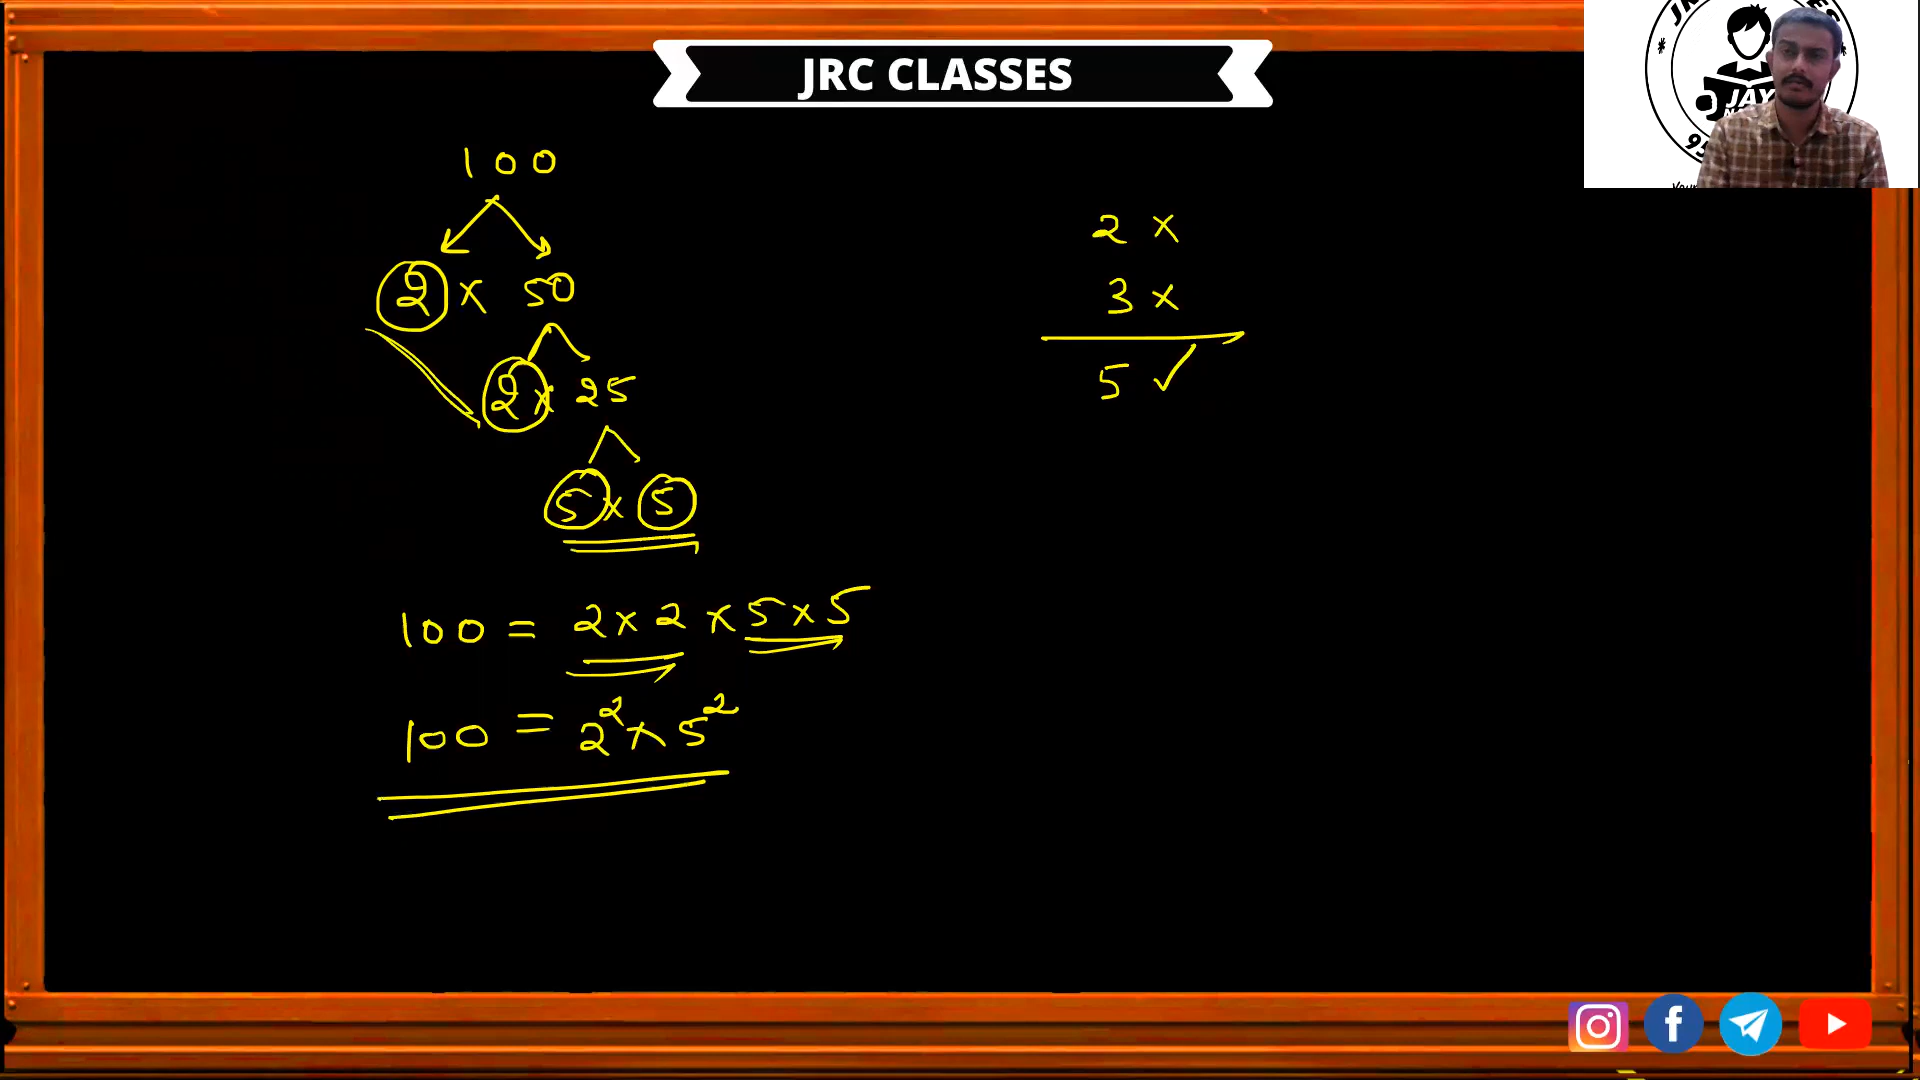 JRC CLASSES
JAY
100
2 × 50
2 × 25
5 × 5
100 = 2 × 2 × 5 × 5
100 = 2² × 5²
2 ×
3 ×
5 ✓